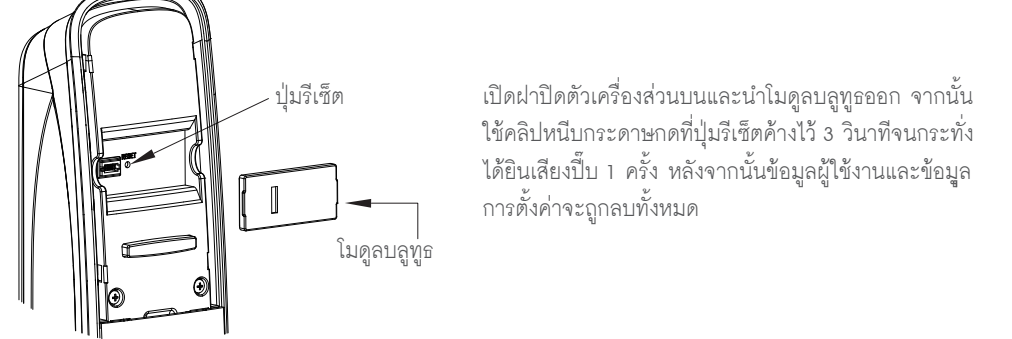 ปุ่มรีเซ็ต
RESET
โมดูลบลูทูธ
เปิดฝาปิดตัวเครื่องส่วนบนและนำโมดูลบลูทูธออก จากนั้น
ใช้คลิปหนีบกระดาษกดที่ปุ่มรีเซ็ตค้างไว้ 3 วินาทีจนกระทั่ง
ได้ยินเสียงปี๊บ 1 ครั้ง หลังจากนั้นข้อมูลผู้ใช้งานและข้อมูล
การตั้งค่าจะถูกลบทั้งหมด